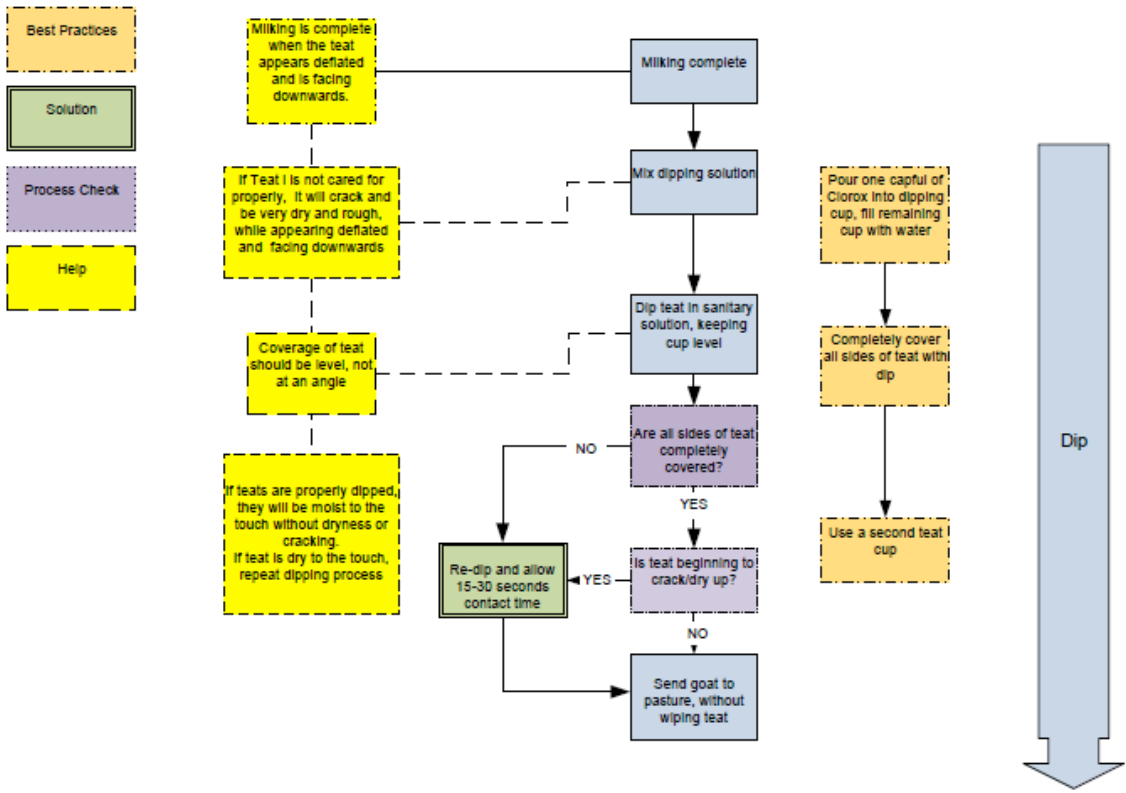 Best Practices
Solution
Process Check
Help
Milking is complete
when the teat
appears deflated
and is facing
downwards.
If Teat I is not cared for
properly, it will crack and
be very dry and rough,
while appearing deflated
and facing downwards
Coverage of teat
should be level, not
at an angle
If teats are properly dipped,
they will be moist to the
touch without dryness or
cracking.
If teat is dry to the touch,
repeat dipping process
Milking complete
Mix dipping solution
Dip teat in sanitary
solution, keeping
cup level
Are all sides of teat
completely
covered?
NO
YES
Is teat beginning to
crack/dry up?
YES
Re-dip and allow
15-30 seconds
contact time
NO
Send goat to
pasture, without
wiping teat
Pour one capful of
Clorox into dipping
cup, fill remaining
cup with water
Completely cover
all sides of teat with
dip
Use a second teat
cup
Dip